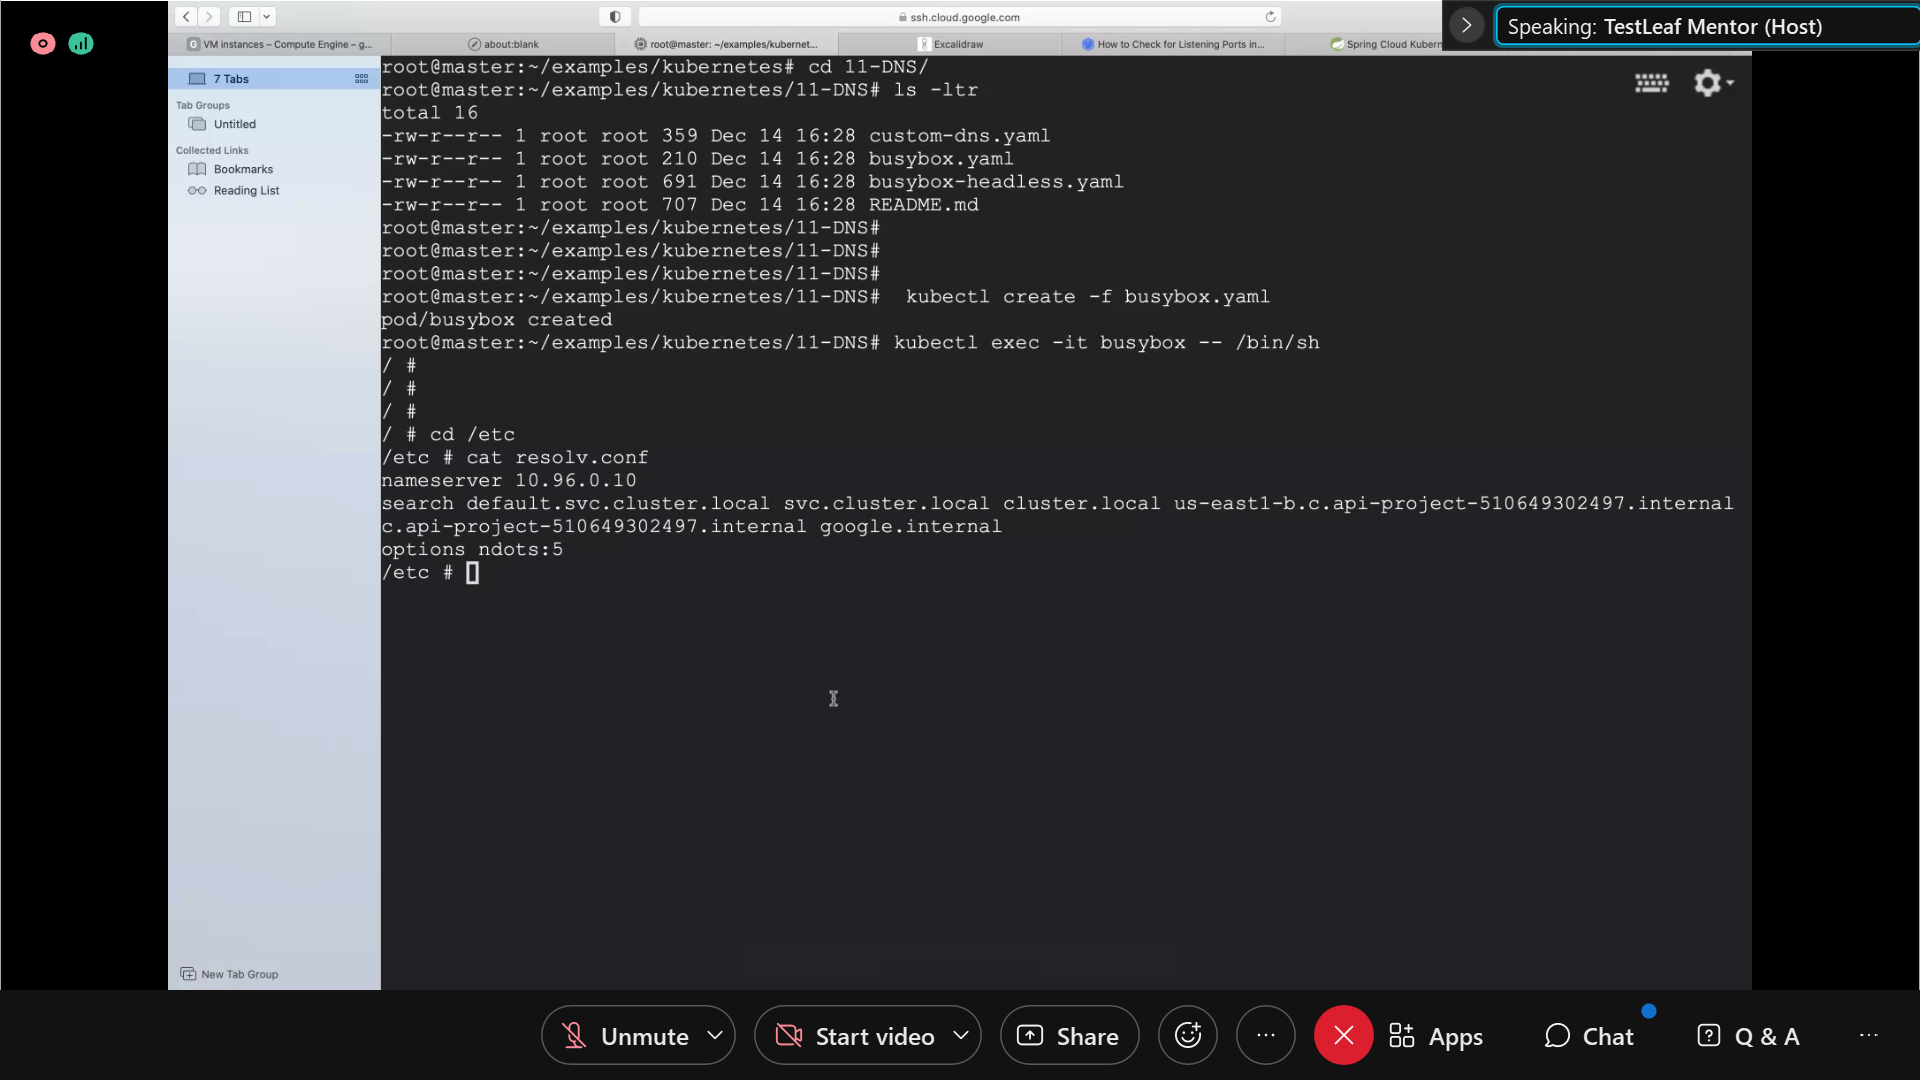 ssh.cloud.google.com
Speaking: TestLeaf Mentor (Host)
VM instances – Compute Engine – g...
about:blank
root@master: ~/examples/kubernet...
Excalidraw
How to Check for Listening Ports in...
Spring Cloud Kubern
7 Tabs
Tab Groups
Untitled
Collected Links
Bookmarks
Reading List
New Tab Group
root@master:~/examples/kubernetes# cd 11-DNS/
root@master:~/examples/kubernetes/11-DNS# ls -ltr
total 16
-rw-r--r-- 1 root root 359 Dec 14 16:28 custom-dns.yaml
-rw-r--r-- 1 root root 210 Dec 14 16:28 busybox.yaml
-rw-r--r-- 1 root root 691 Dec 14 16:28 busybox-headless.yaml
-rw-r--r-- 1 root root 707 Dec 14 16:28 README.md
root@master:~/examples/kubernetes/11-DNS#
root@master:~/examples/kubernetes/11-DNS#
root@master:~/examples/kubernetes/11-DNS#
root@master:~/examples/kubernetes/11-DNS#  kubectl create -f busybox.yaml
pod/busybox created
root@master:~/examples/kubernetes/11-DNS# kubectl exec -it busybox -- /bin/sh
/ #
/ #
/ #
/ # cd /etc
/etc # cat resolv.conf
nameserver 10.96.0.10
search default.svc.cluster.local svc.cluster.local cluster.local us-east1-b.c.api-project-510649302497.internal
c.api-project-510649302497.internal google.internal
options ndots:5
/etc #
Unmute
Start video
Share
Apps
Chat
Q & A